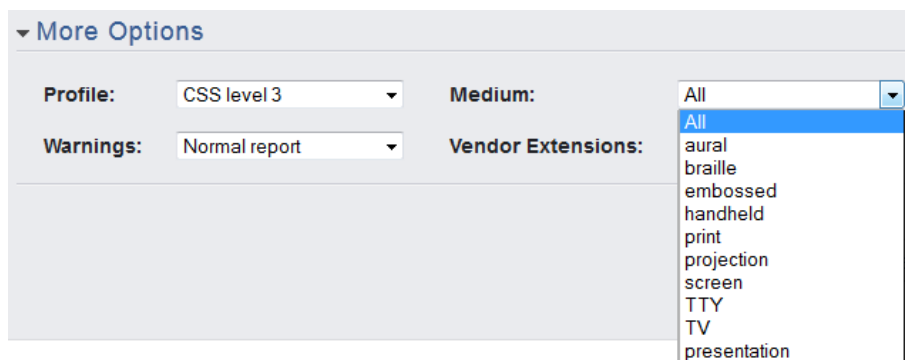 More Options
Profile: CSS level 3 Medium: All
Warnings: Normal report Vendor Extensions:
All
aural
braille
embossed
handheld
print
projection
screen
TTY
TV
presentation